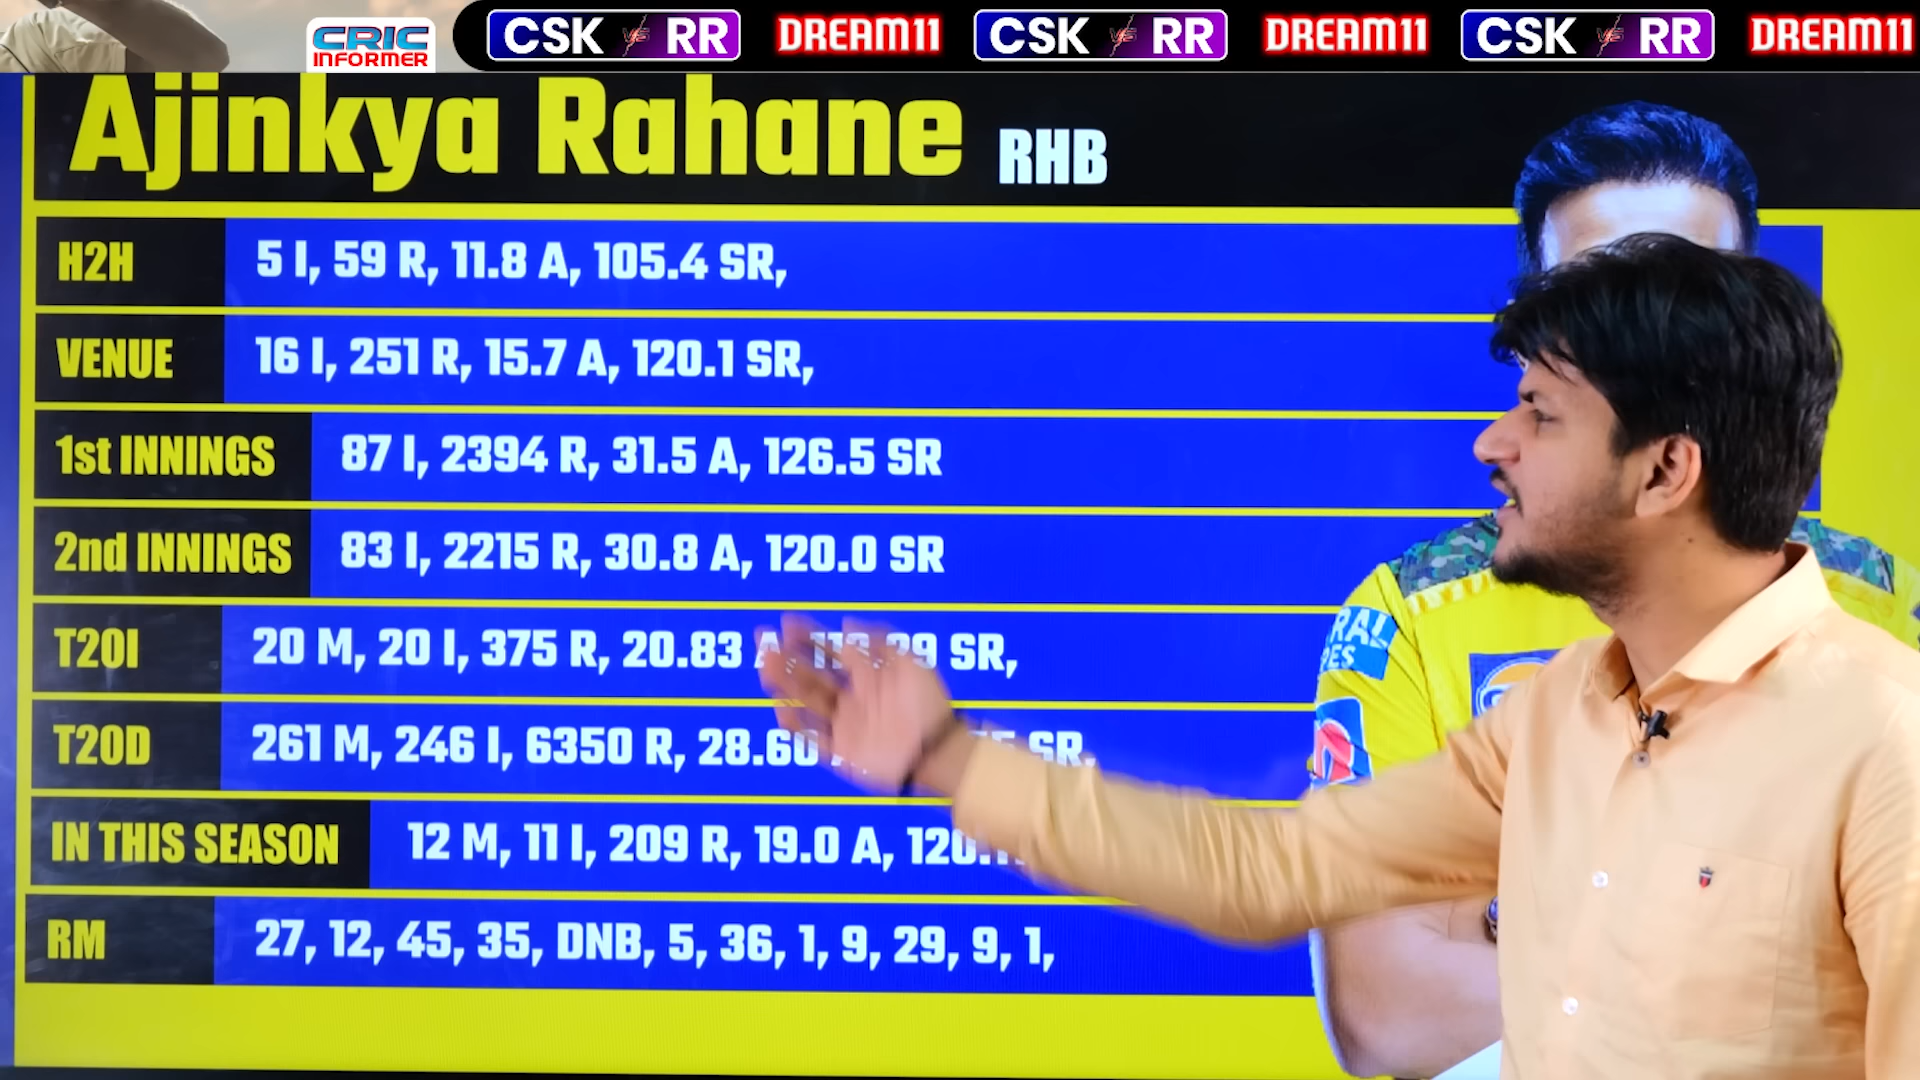 CRIC
INFORMER
CSK VS RR DREAM11 CSK VS RR DREAM11 CSK VS RR DREAM11
Ajinkya Rahane RHB
H2H 5 I, 59 R, 11.8 A, 105.4 SR,
VENUE 16 I, 251 R, 15.7 A, 120.1 SR,
1st INNINGS 87 I, 2394 R, 31.5 A, 126.5 SR
2nd INNINGS 83 I, 2215 R, 30.8 A, 120.0 SR
T20I 20 M, 20 I, 375 R, 20.83 A, SR,
T20D 261 M, 246 I, 6350 R, 28.60 SR,
IN THIS SEASON 12 M, 11 I, 209 R, 19.0 A,
RM 27, 12, 45, 35, DNB, 5, 36, 1, 9, 29, 9, 1,